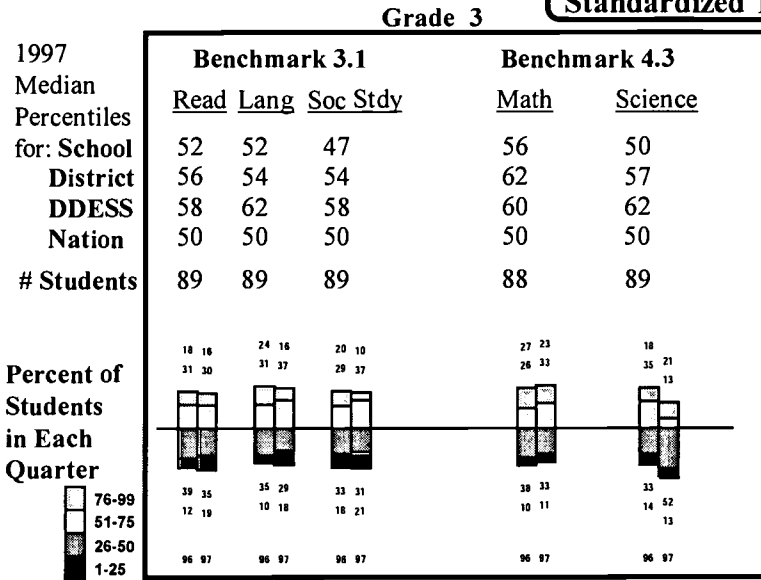 Grade 3
Standardized
1997
Median
Percentiles
for:
Benchmark 3.1 Benchmark 4.3
Read Lang Soc Stdy Math Science
School 52 52 47 56 50
District 56 54 54 62 57
DDESS 58 62 58 60 62
Nation 50 50 50 50 50
# Students 89 89 89 88 89
Percent of
Students
in Each
Quarter
18 16 24 16 20 10 27 23 18
31 30 31 37 29 37 26 33 35 21
13
39 35 35 29 33 31 38 33 33
12 19 10 18 18 21 10 11 14 52
13
96 97 96 97 96 97 96 97 96 97
76-99
51-75
26-50
1-25